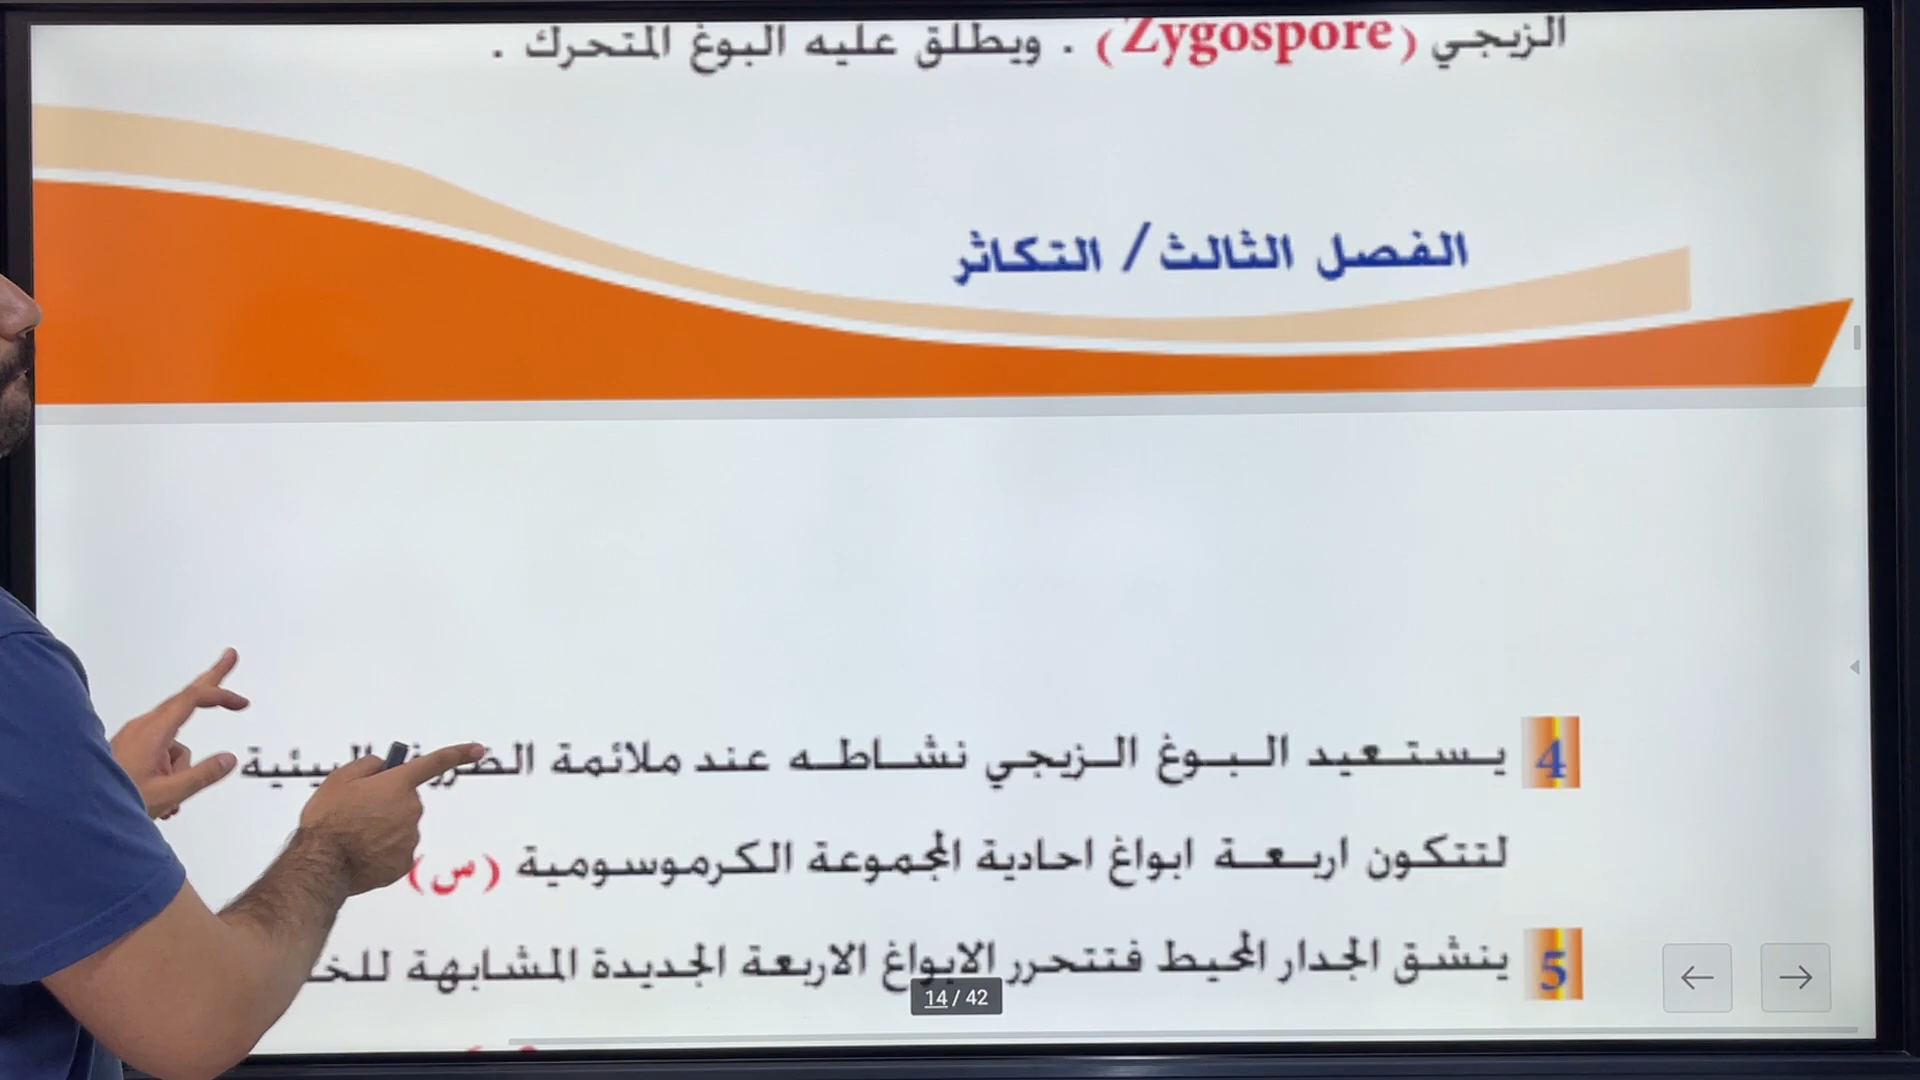 الزيجي (Zygospore) . ويطلق عليه البوغ المتحرك .
الفصل الثالث/ التكاثر
4 يستعيد البوغ الزيجي نشاطه عند ملائمة البيئية
لتتكون اربعة ابواغ احادية المجموعة الكرموسومية (س)
5 ينشق الجدار المحيط فتتحرر الابواغ الاربعة الجديدة المشابهة
14 / 42